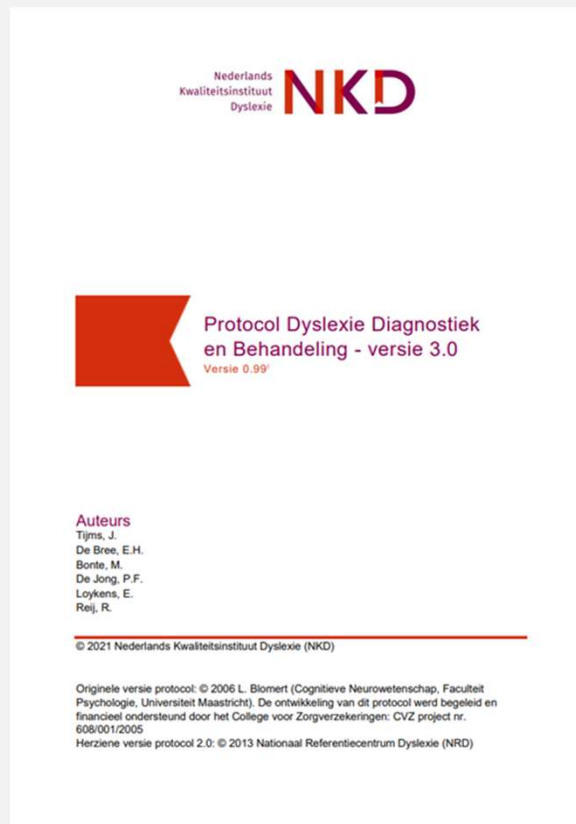 Nederlands
Kwaliteitsinstituut
Dyslexie
NKD
Protocol Dyslexie Diagnostiek
en Behandeling - versie 3.0
Versie 0.99
Auteurs
Tijms, J.
De Bree, E.H.
Bonte, M.
De Jong, P.F.
Loykens, E.
Reij, R.
© 2021 Nederlands Kwaliteitsinstituut Dyslexie (NKD)
Originele versie protocol: © 2006 L. Blomert (Cognitieve Neurowetenschap, Faculteit
Psychologie, Universiteit Maastricht). De ontwikkeling van dit protocol werd begeleid en
financieel ondersteund door het College voor Zorgverzekeringen: CVZ project nr.
608/001/2005
Herziene versie protocol 2.0: © 2013 Nationaal Referentiecentrum Dyslexie (NRD)